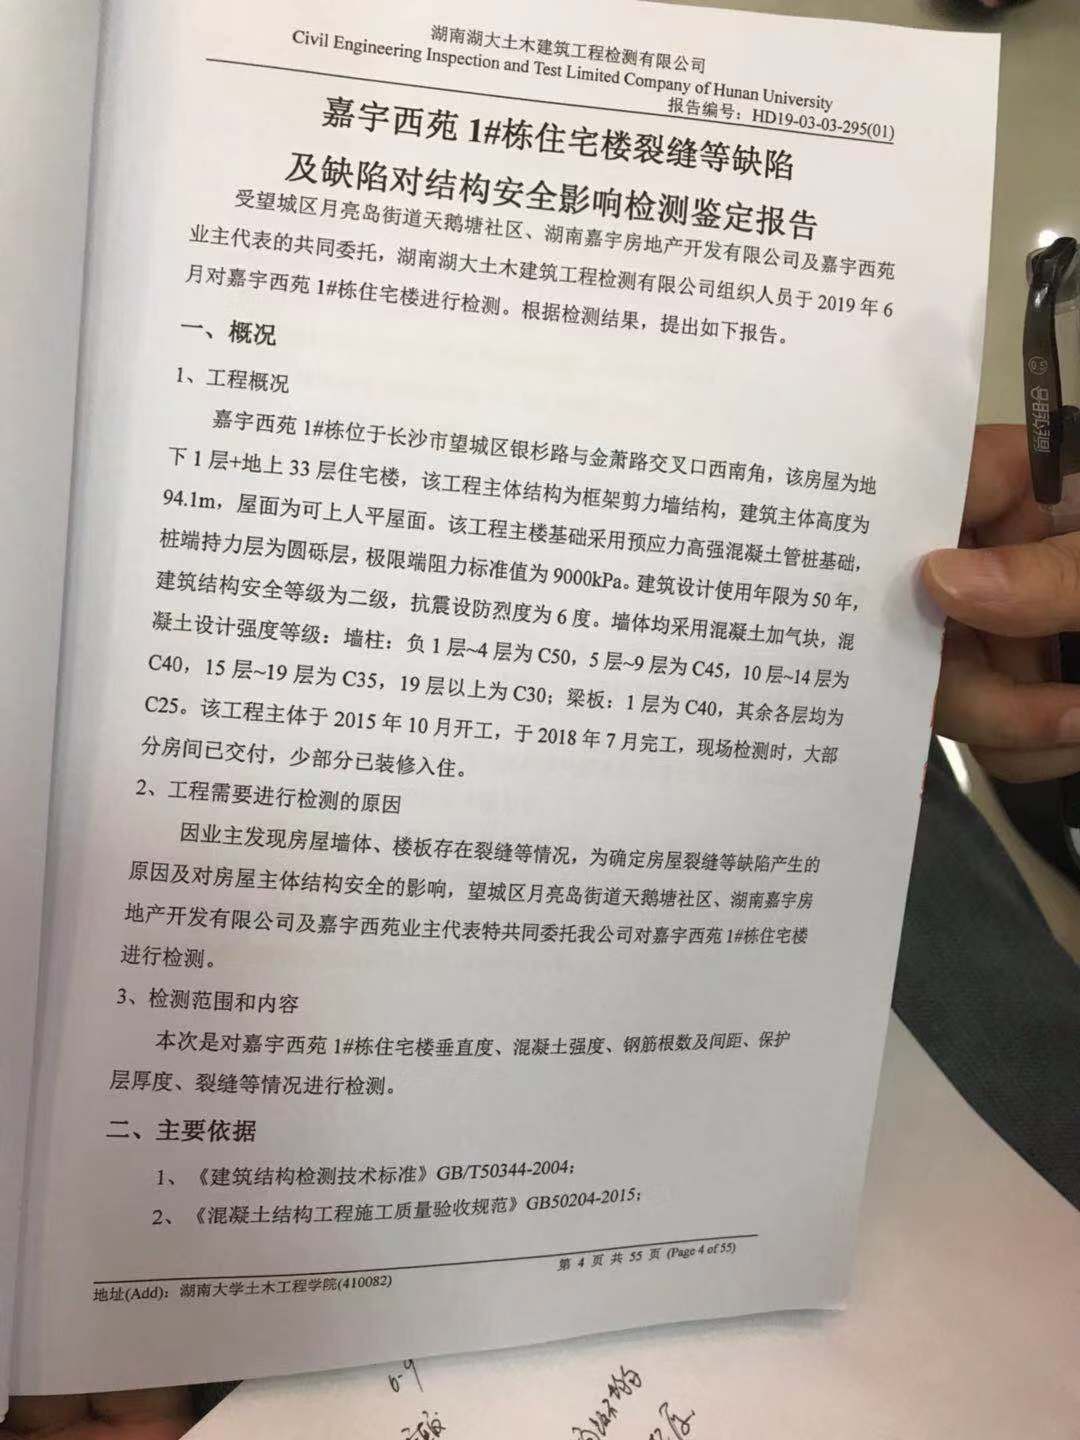 湖南湖大土木建筑工程检测有限公司
Civil Engineering Inspection and Test Limited Company of Hunan University
报告编号：HD19-03-03-295(01)
嘉宇西苑 1#栋住宅楼裂缝等缺陷
及缺陷对结构安全影响检测鉴定报告
受望城区月亮岛街道天鹅塘社区、湖南嘉宇房地产开发有限公司及嘉宇西苑
业主代表的共同委托，湖南湖大土木建筑工程检测有限公司组织人员于 2019 年 6
月对嘉宇西苑 1#栋住宅楼进行检测。根据检测结果，提出如下报告。
一、概况
1、工程概况
嘉宇西苑 1#栋位于长沙市望城区银杉路与金萧路交叉口西南角，该房屋为地
下 1 层+地上 33 层住宅楼，该工程主体结构为框架剪力墙结构，建筑主体高度为
94.1m，屋面为可上人平屋面。该工程主楼基础采用预应力高强混凝土管桩基础，
桩端持力层为圆砾层，极限端阻力标准值为 9000kPa。建筑设计使用年限为 50 年，
建筑结构安全等级为二级，抗震设防烈度为 6 度。墙体均采用混凝土加气块，混
凝土设计强度等级：墙柱：负 1 层~4 层为 C50，5 层~9 层为 C45，10 层~14 层为
C40，15 层~19 层为 C35，19 层以上为 C30；梁板：1 层为 C40，其余各层均为
C25。该工程主体于 2015 年 10 月开工，于 2018 年 7 月完工，现场检测时，大部
分房间已交付，少部分已装修入住。
2、工程需要进行检测的原因
因业主发现房屋墙体、楼板存在裂缝等情况，为确定房屋裂缝等缺陷产生的
原因及对房屋主体结构安全的影响，望城区月亮岛街道天鹅塘社区、湖南嘉宇房
地产开发有限公司及嘉宇西苑业主代表特共同委托我公司对嘉宇西苑 1#栋住宅楼
进行检测。
3、检测范围和内容
本次是对嘉宇西苑 1#栋住宅楼垂直度、混凝土强度、钢筋根数及间距、保护
层厚度、裂缝等情况进行检测。
二、主要依据
1、《建筑结构检测技术标准》GB/T50344-2004；
2、《混凝土结构工程施工质量验收规范》GB50204-2015；
第 4 页 共 55 页 (Page 4 of 55)
地址(Add)：湖南大学土木工程学院(410082)
6-9